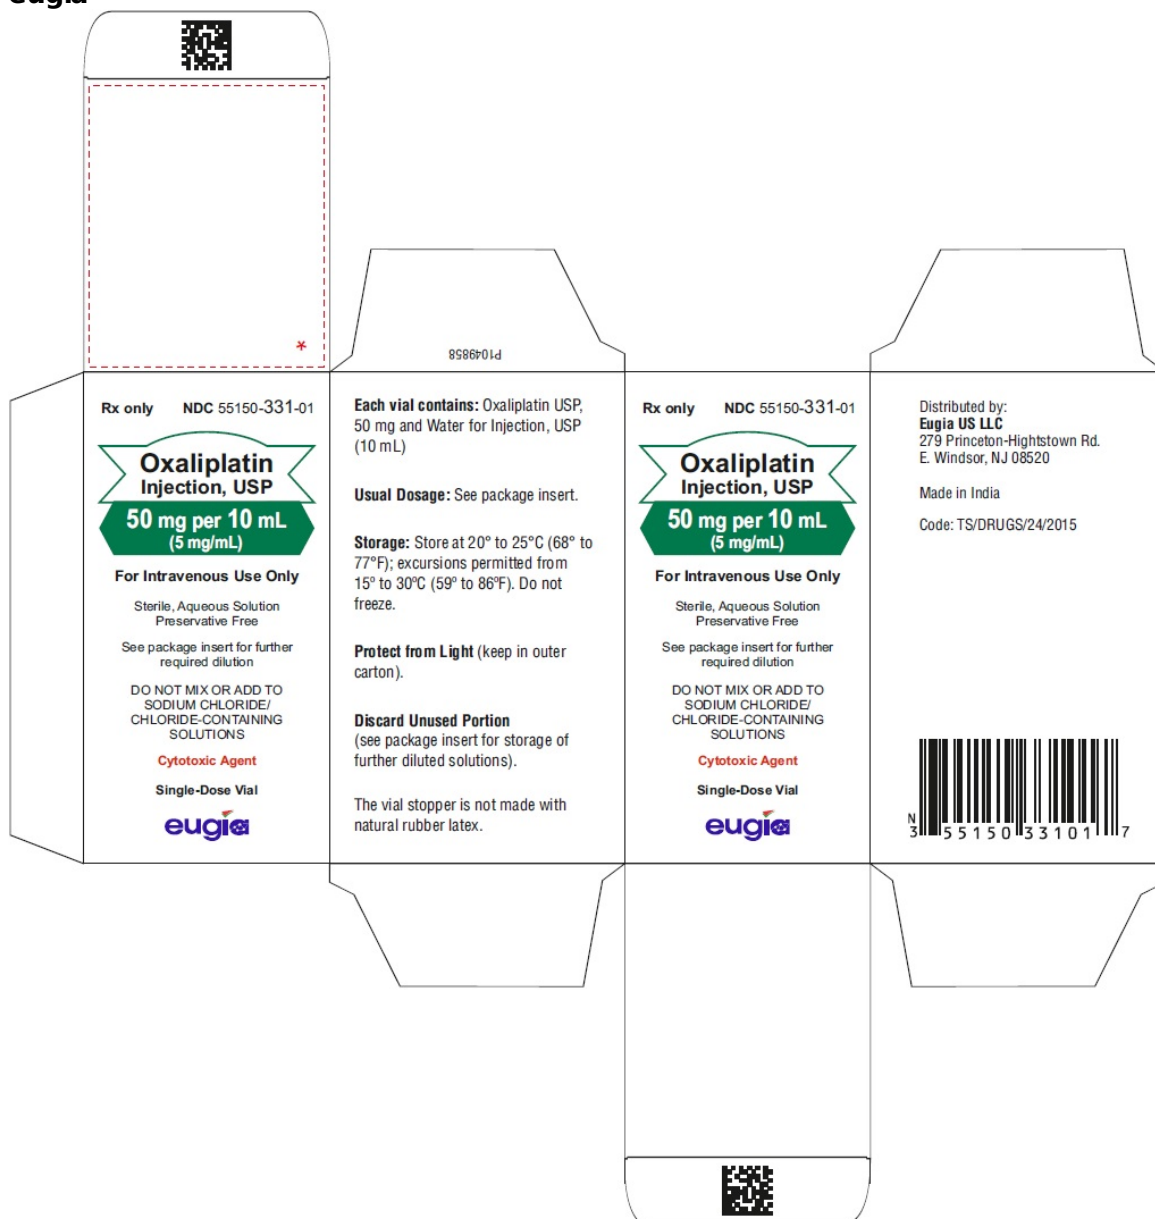 eugia
P1049858
Rx only NDC 55150-331-01
Oxaliplatin
Injection, USP
50 mg per 10 mL
(5 mg/mL)
For Intravenous Use Only
Sterile, Aqueous Solution
Preservative Free
See package insert for further
required dilution
DO NOT MIX OR ADD TO
SODIUM CHLORIDE/
CHLORIDE-CONTAINING
SOLUTIONS
Cytotoxic Agent
Single-Dose Vial
eugia
Each vial contains: Oxaliplatin USP,
50 mg and Water for Injection, USP
(10 mL)
Usual Dosage: See package insert.
Storage: Store at 20° to 25°C (68° to
77°F); excursions permitted from
15º to 30ºC (59º to 86ºF). Do not
freeze.
Protect from Light (keep in outer
carton).
Discard Unused Portion
(see package insert for storage of
further diluted solutions).
The vial stopper is not made with
natural rubber latex.
Rx only NDC 55150-331-01
Oxaliplatin
Injection, USP
50 mg per 10 mL
(5 mg/mL)
For Intravenous Use Only
Sterile, Aqueous Solution
Preservative Free
See package insert for further
required dilution
DO NOT MIX OR ADD TO
SODIUM CHLORIDE/
CHLORIDE-CONTAINING
SOLUTIONS
Cytotoxic Agent
Single-Dose Vial
eugia
Distributed by:
Eugia US LLC
279 Princeton-Hightstown Rd.
E. Windsor, NJ 08520
Made in India
Code: TS/DRUGS/24/2015
N
3 55150 33101 7